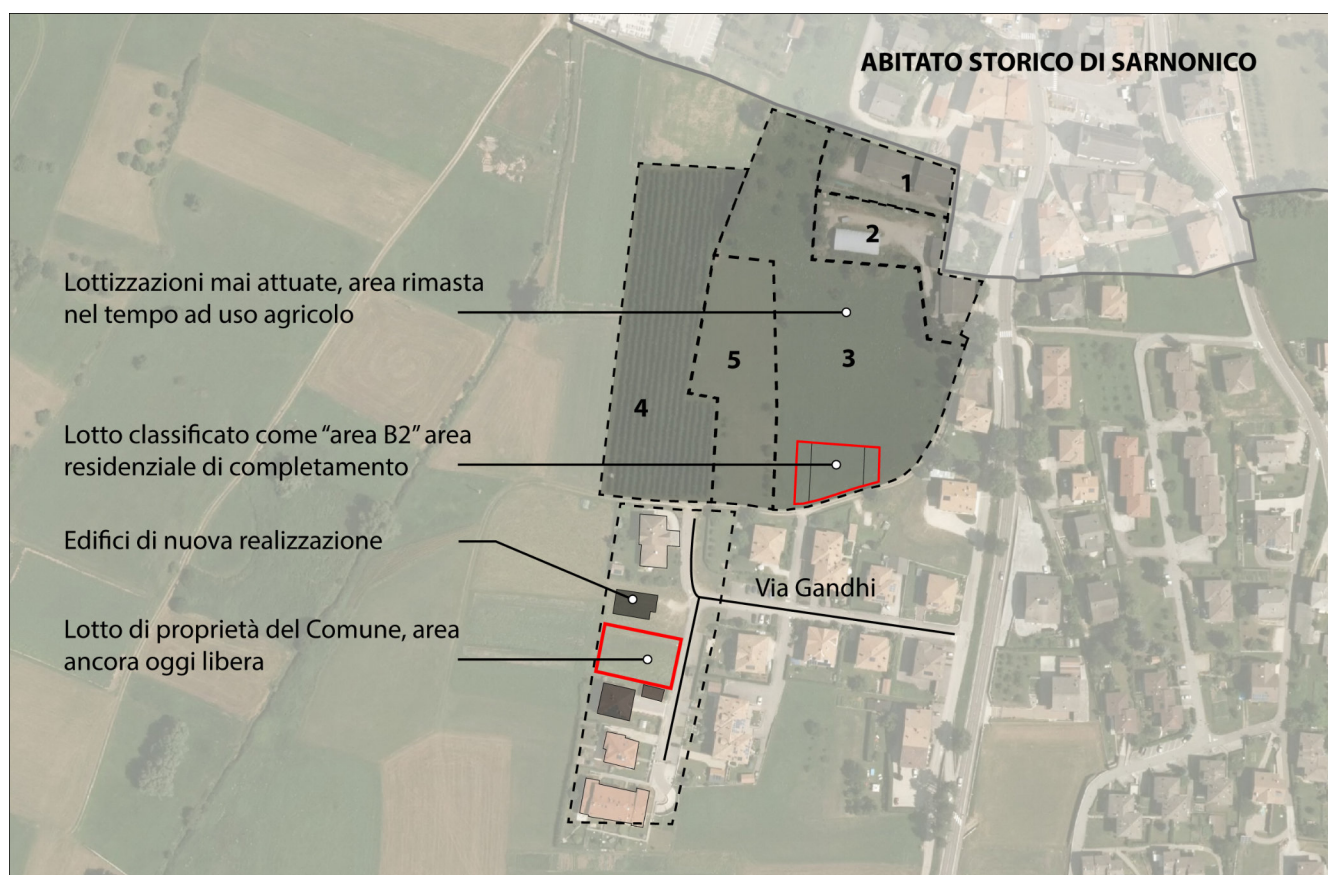 ABITATO STORICO DI SARNONICO
1
2
Lottizzazioni mai attuate, area rimasta
nel tempo ad uso agricolo
3
5
4
Lotto classificato come “area B2” area
residenziale di completamento
Edifici di nuova realizzazione
Via Gandhi
Lotto di proprietà del Comune, area
ancora oggi libera